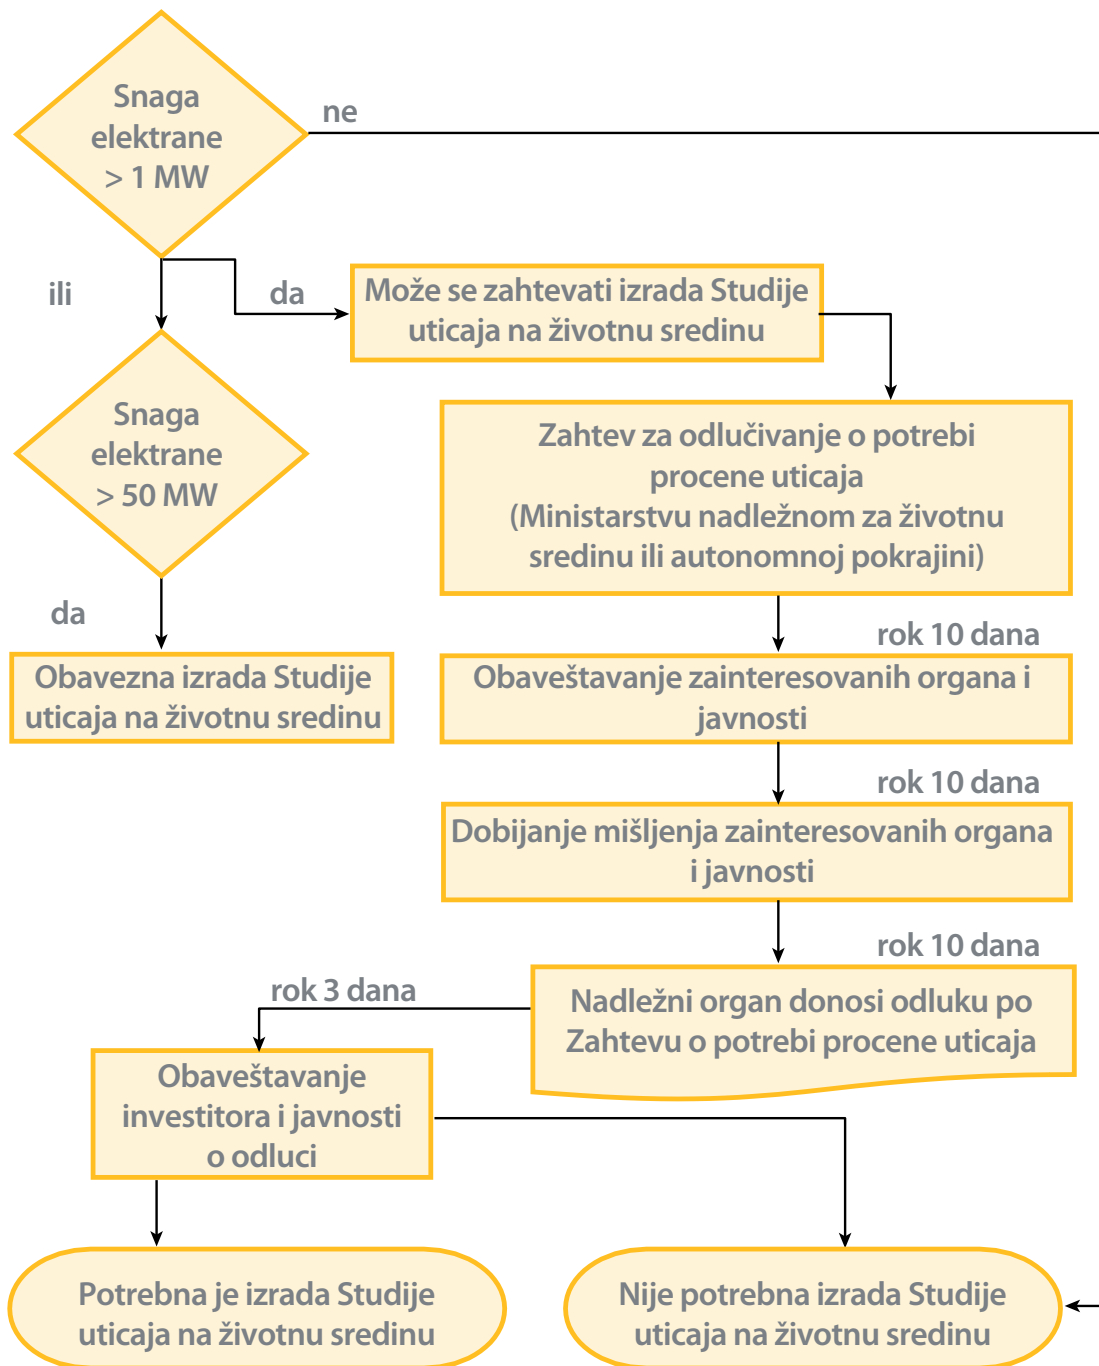 Snaga
elektrane
> 1 MW
ne
ili
da
Može se zahtevati izrada Studije
uticaja na životnu sredinu
Snaga
elektrane
> 50 MW
Zahtev za odlučivanje o potrebi
procene uticaja
(Ministarstvu nadležnom za životnu
sredinu ili autonomnoj pokrajini)
da
Obavezna izrada Studije
uticaja na životnu sredinu
rok 10 dana
Obaveštavanje zainteresovanih organa i
javnosti
rok 10 dana
Dobijanje mišljenja zainteresovanih organa
i javnosti
rok 10 dana
Nadležni organ donosi odluku po
Zahtevu o potrebi procene uticaja
rok 3 dana
Obaveštavanje
investitora i javnosti
o odluci
Potrebna je izrada Studije
uticaja na životnu sredinu
Nije potrebna izrada Studije
uticaja na životnu sredinu